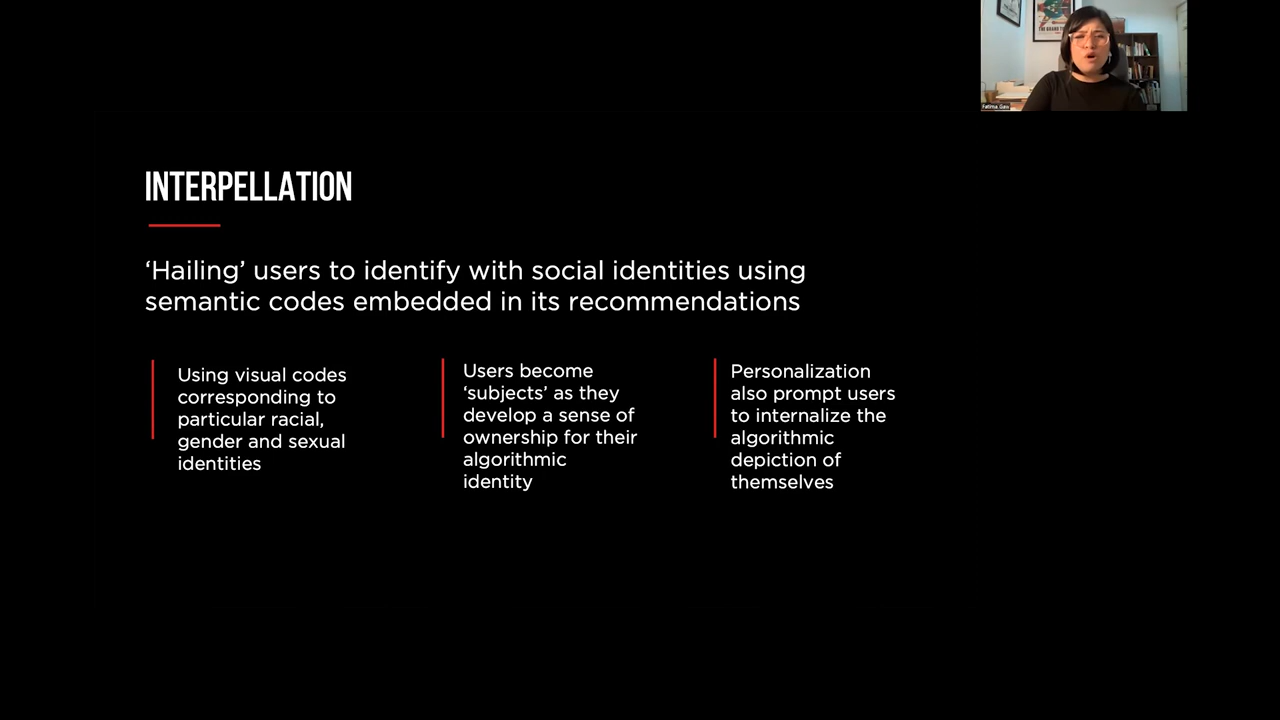 Fatima Gaw
INTERPELLATION
‘Hailing’ users to identify with social identities using
semantic codes embedded in its recommendations
Using visual codes
corresponding to
particular racial,
gender and sexual
identities
Users become
‘subjects’ as they
develop a sense of
ownership for their
algorithmic
identity
Personalization
also prompt users
to internalize the
algorithmic
depiction of
themselves